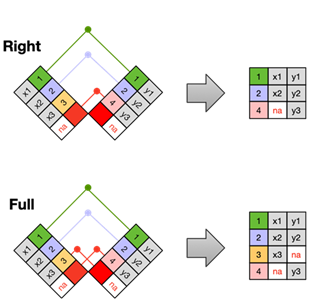 Right
1 1
x1 2 2 y1
x2 3 4 y2
x3 y3
na na
1 x1 y1
2 x2 y2
4 na y3
Full
1 1
x1 2 2 y1
x2 3 4 y2
x3 y3
na na
1 x1 y1
2 x2 y2
3 x3 na
4 na y3